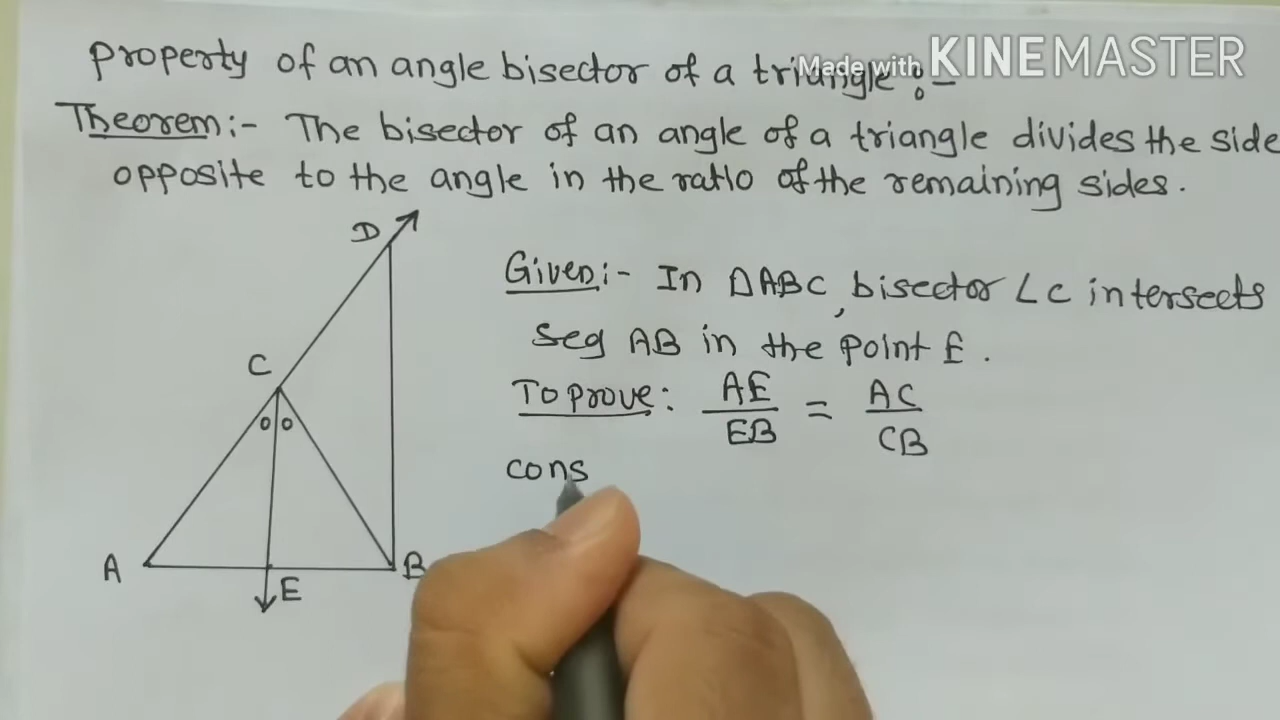 Property of an angle bisector of a triangle :-
Made with KINEMASTER
Theorem:- The bisector of an angle of a triangle divides the side
opposite to the angle in the ratio of the remaining sides.
D
Given:- In ΔABC, bisector ∠C intersects
seg AB in the point E.
C
To prove: AE/EB = AC/CB
o o
cons
A
B
E